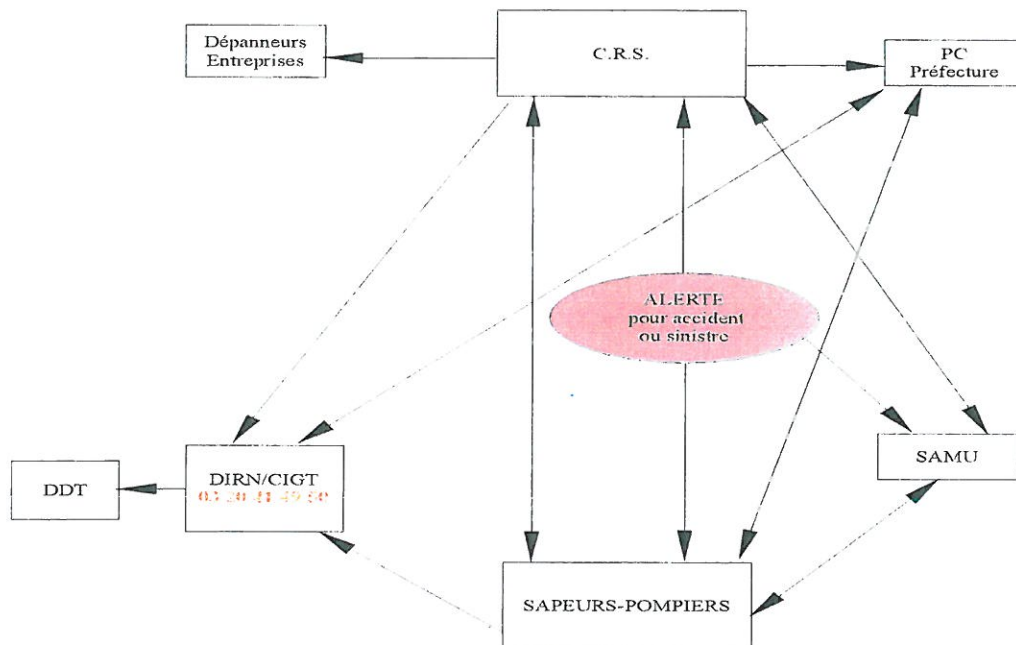 Dépanneurs
Entreprises
C.R.S.
PC
Préfecture
ALERTE
pour accident
ou sinistre
DDT
DIRN/CIGT
SAMU
SAPEURS-POMPIERS